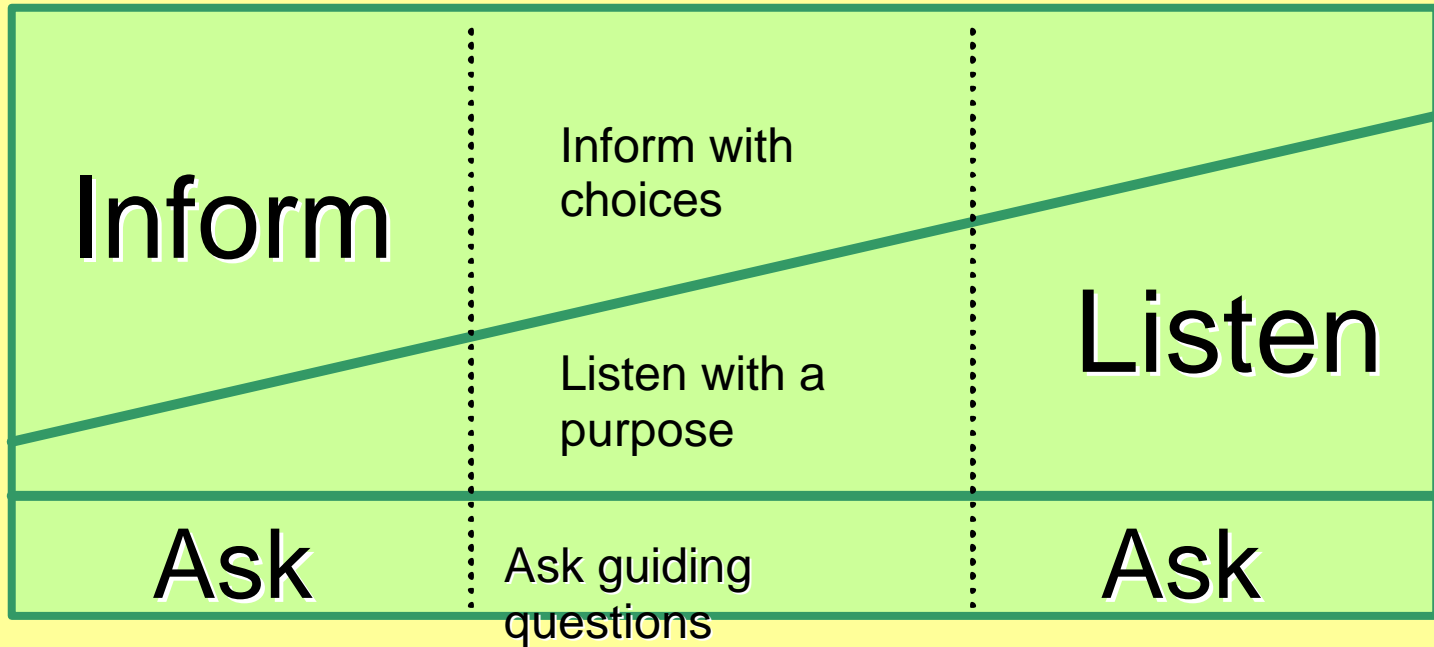 Inform
Inform with
choices
Listen with a
purpose
Listen
Ask
Ask guiding
questions
Ask